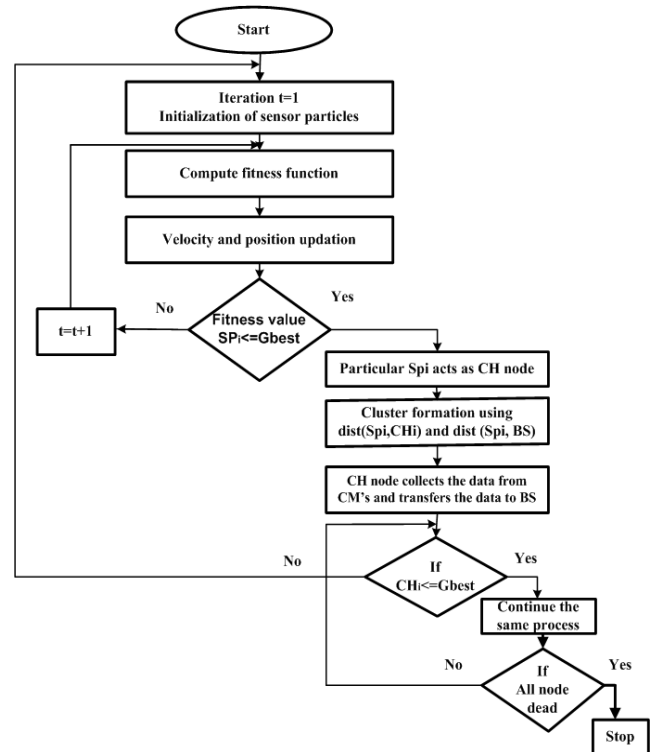 Start
Iteration t=1
Initialization of sensor particles
Compute fitness function
Velocity and position updation
No
Yes
t=t+1
Fitness value
SPi<=Gbest
Particular Spi acts as CH node
Cluster formation using
dist(Spi,CHi) and dist (Spi, BS)
CH node collects the data from
CM's and transfers the data to BS
No
If
CHi<=Gbest
Yes
Continue the
same process
No
If
All node
dead
Yes
Stop